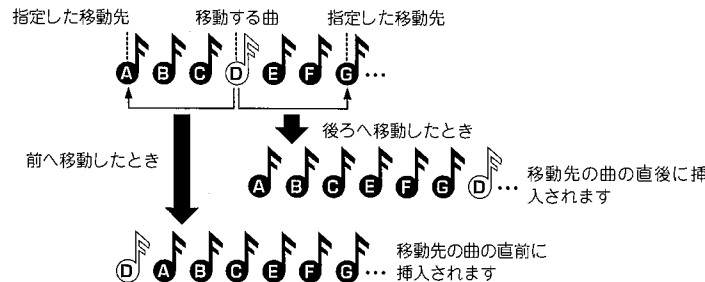 指定した移動先 移動する曲 指定した移動先
A B C D E F G …
後ろへ移動したとき
前へ移動したとき
A B C E F G D …
移動先の曲の直後に挿
入されます
D A B C E F G …
移動先の曲の直前に
挿入されます